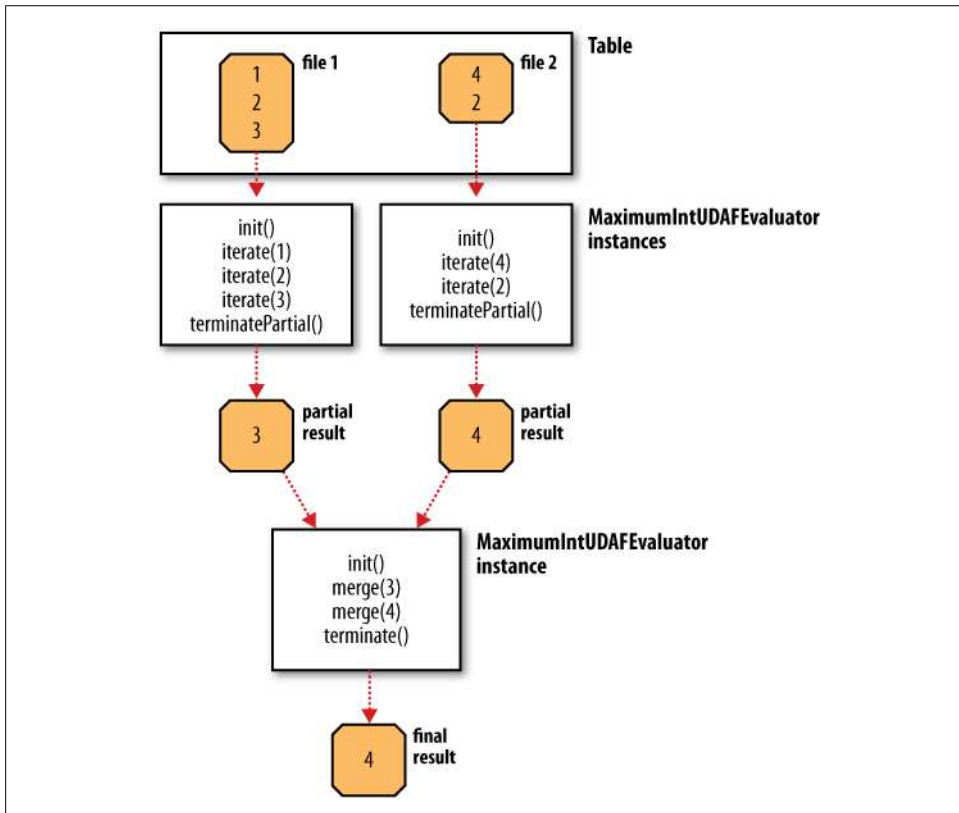 Table
file 1
1
2
3
file 2
4
2
MaximumIntUDAFEvaluator
instances
init()
iterate(1)
iterate(2)
iterate(3)
terminatePartial()
init()
iterate(4)
iterate(2)
terminatePartial()
3
partial
result
4
partial
result
MaximumIntUDAFEvaluator
instance
init()
merge(3)
merge(4)
terminate()
4
final
result